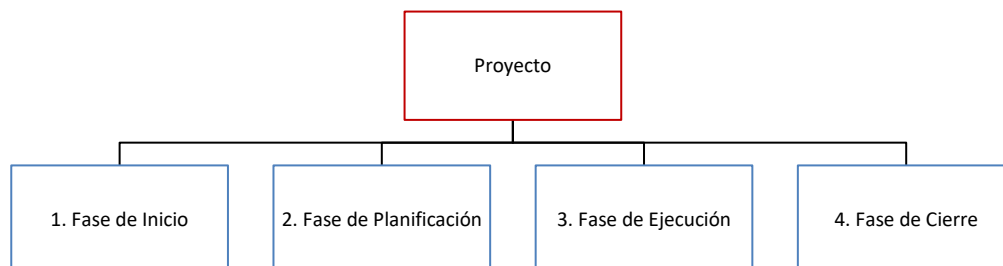 Proyecto
1. Fase de Inicio
2. Fase de Planificación
3. Fase de Ejecución
4. Fase de Cierre